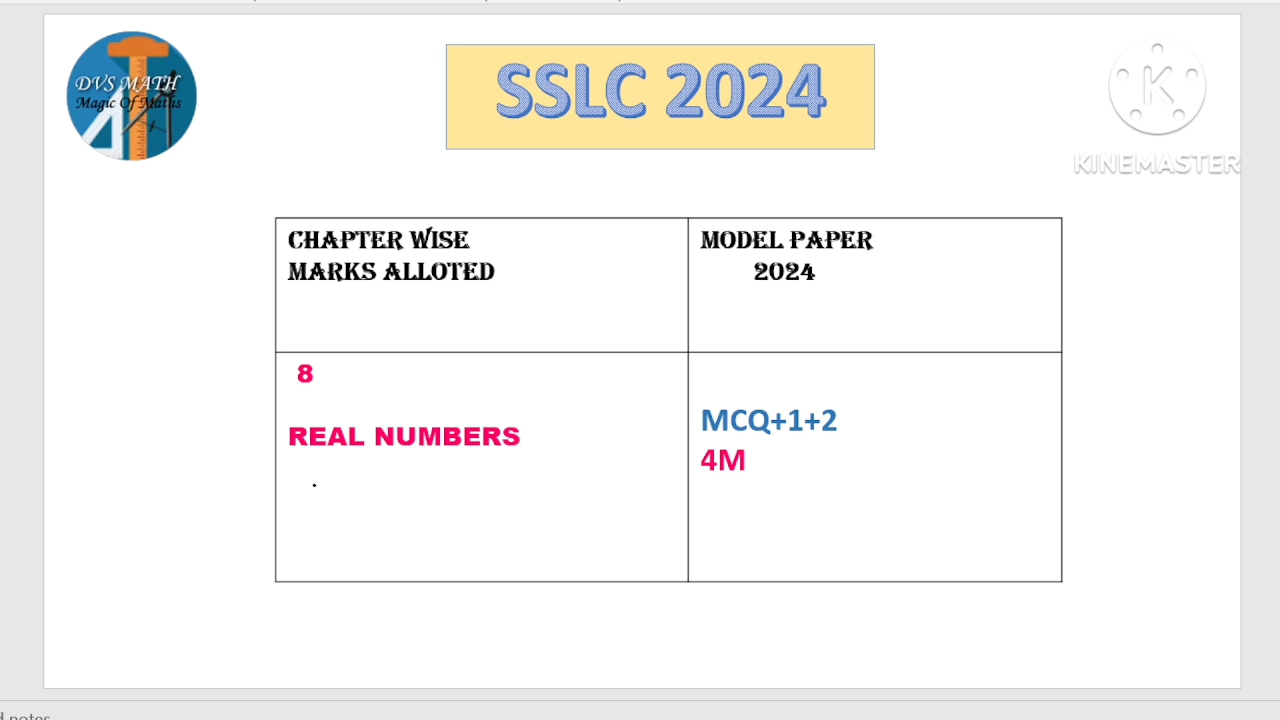 DVS MATH
Magic Of Maths
SSLC 2024
K
KINEMASTER
CHAPTER WISE
MARKS ALLOTED
MODEL PAPER
2024
8
REAL NUMBERS
MCQ+1+2
4M
notes